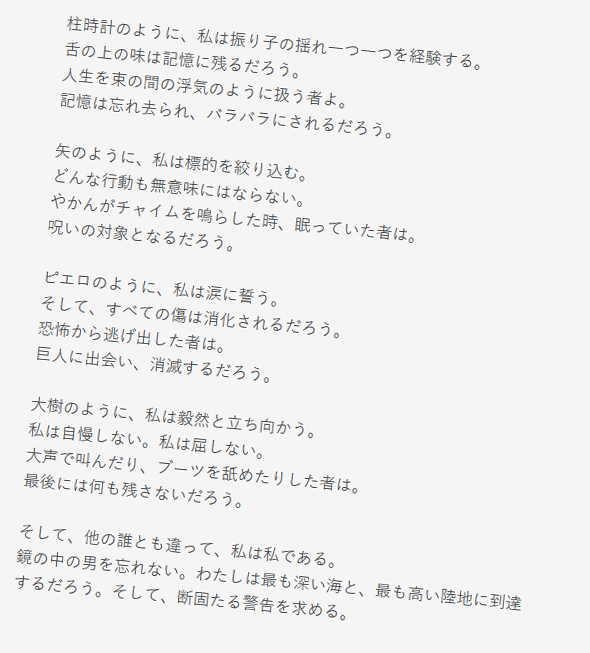 柱時計のように、私は振り子の揺れ一つ一つを経験する。
舌の上の味は記憶に残るだろう。
人生を束の間の浮気のように扱う者よ。
記憶は忘れ去られ、バラバラにされるだろう。
矢のように、私は標的を絞り込む。
どんな行動も無意味にはならない。
やかんがチャイムを鳴らした時、眠っていた者は。
呪いの対象となるだろう。
ピエロのように、私は涙に誓う。
そして、すべての傷は消化されるだろう。
恐怖から逃げ出した者は。
巨人に出会い、消滅するだろう。
大樹のように、私は毅然と立ち向かう。
私は自慢しない。私は屈しない。
大声で叫んだり、ブーツを舐めたりした者は。
最後には何も残さないだろう。
そして、他の誰とも違って、私は私である。
鏡の中の男を忘れない。わたしは最も深い海と、最も高い陸地に到達
するだろう。そして、断固たる警告を求める。